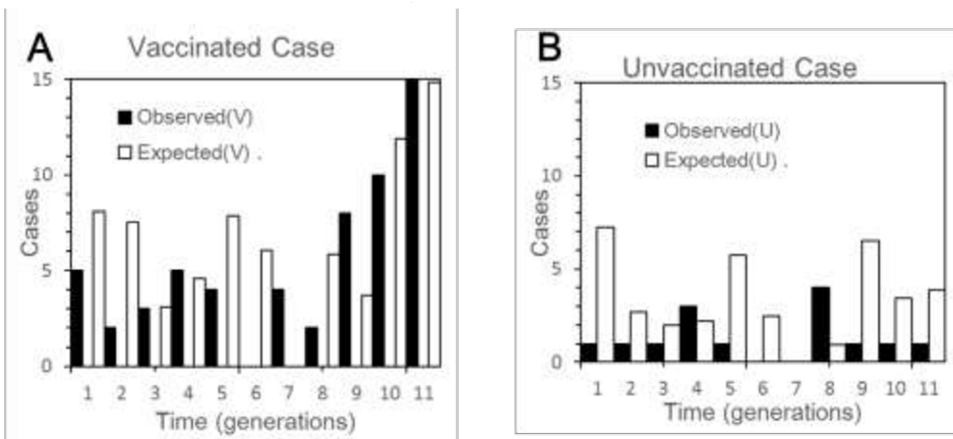 A
Vaccinated Case
15
10
5
0
Cases
Observed(V)
Expected(V) .
1 2 3 4 5 6 7 8 9 10 11
Time (generations)
B
Unvaccinated Case
15
10
5
0
Cases
Observed(U)
Expected(U) .
1 2 3 4 5 6 7 8 9 10 11
Time (generations)